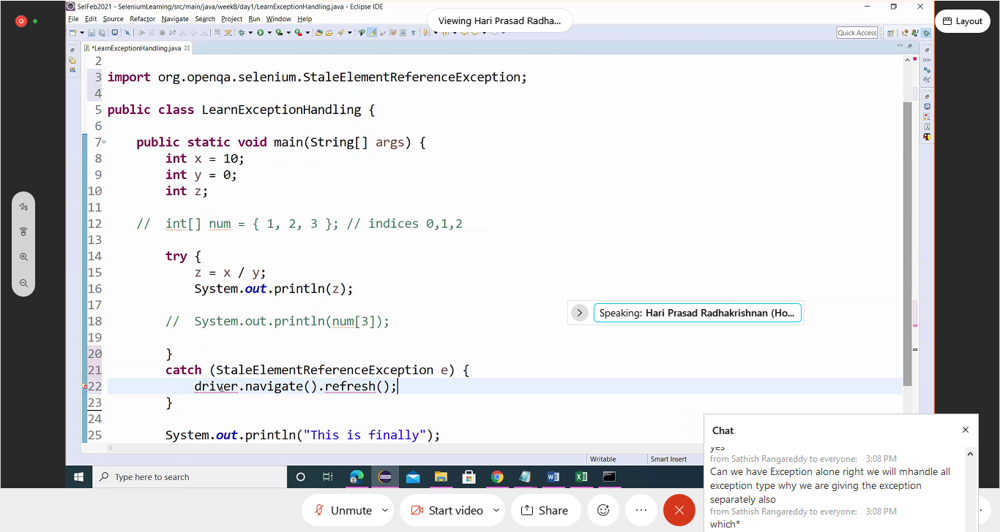 SelFeb2021 - SeleniumLearning/src/main/java/week8/day1/LearnExceptionHandling.java - Eclipse IDE
Viewing Hari Prasad Radha...
Layout
File Edit Source Refactor Navigate Search Project Run Window Help
Quick Access
*LearnExceptionHandling.java
2
3 import org.openqa.selenium.StaleElementReferenceException;
4
5 public class LearnExceptionHandling {
6
7 public static void main(String[] args) {
8 int x = 10;
9 int y = 0;
10 int z;
11
12 // int[] num = { 1, 2, 3 }; // indices 0,1,2
13
14 try {
15 z = x / y;
16 System.out.println(z);
17
18 // System.out.println(num[3]);
19
20 }
21 catch (StaleElementReferenceException e) {
22 driver.navigate().refresh();
23 }
24
25 System.out.println("This is finally");
Speaking: Hari Prasad Radhakrishnan (Ho...
Writable Smart Insert
Type here to search
Chat
yes
from Sathish Rangareddy to everyone: 3:08 PM
Can we have Exception alone right we will mhandle all
exception type why we are giving the exception
separately also
from Sathish Rangareddy to everyone: 3:08 PM
which*
Unmute Start video Share